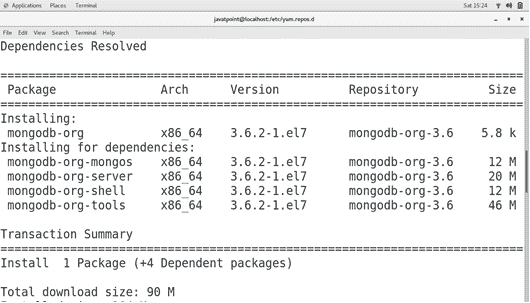 Applications Places Terminal Sat 15:24
javatpoint@localhost:/etc/yum.repos.d
File Edit View Search Terminal Help
Dependencies Resolved
================================================================================
Package Arch Version Repository Size
================================================================================
Installing:
mongodb-org x86_64 3.6.2-1.el7 mongodb-org-3.6 5.8 k
Installing for dependencies:
mongodb-org-mongos x86_64 3.6.2-1.el7 mongodb-org-3.6 12 M
mongodb-org-server x86_64 3.6.2-1.el7 mongodb-org-3.6 20 M
mongodb-org-shell x86_64 3.6.2-1.el7 mongodb-org-3.6 12 M
mongodb-org-tools x86_64 3.6.2-1.el7 mongodb-org-3.6 46 M
Transaction Summary
================================================================================
Install 1 Package (+4 Dependent packages)
Total download size: 90 M